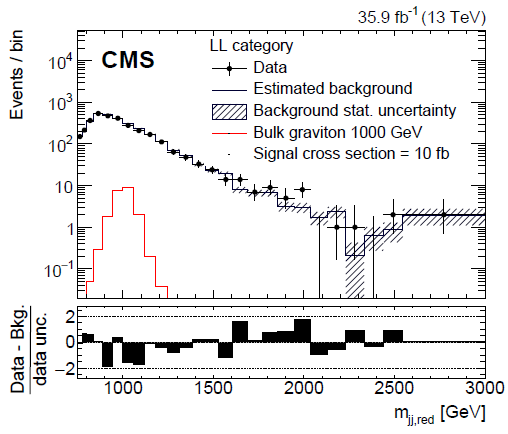 35.9 fb⁻¹ (13 TeV)
Events / bin
CMS
LL category
Data
Estimated background
Background stat. uncertainty
Bulk graviton 1000 GeV
Signal cross section = 10 fb
10⁴
10³
10²
10
1
10⁻¹
Data - Bkg.
data unc.
2
0
−2
1000 1500 2000 2500 3000
m_jj,red [GeV]